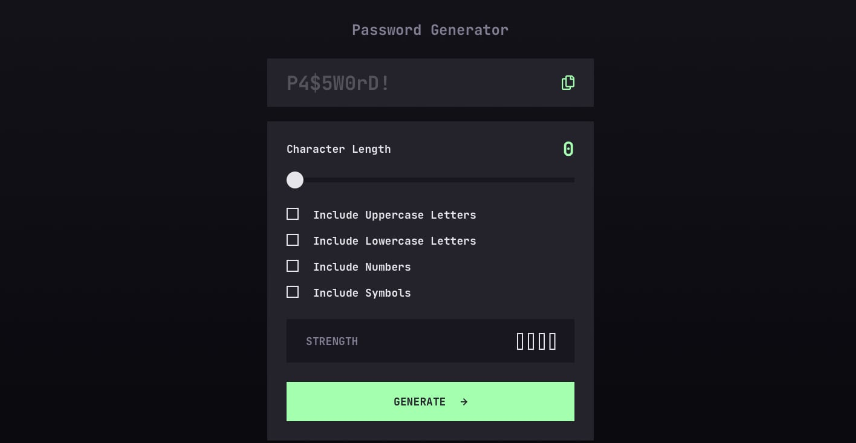 Password Generator
P4$5W0rD!
Character Length
0
Include Uppercase Letters
Include Lowercase Letters
Include Numbers
Include Symbols
STRENGTH
GENERATE →